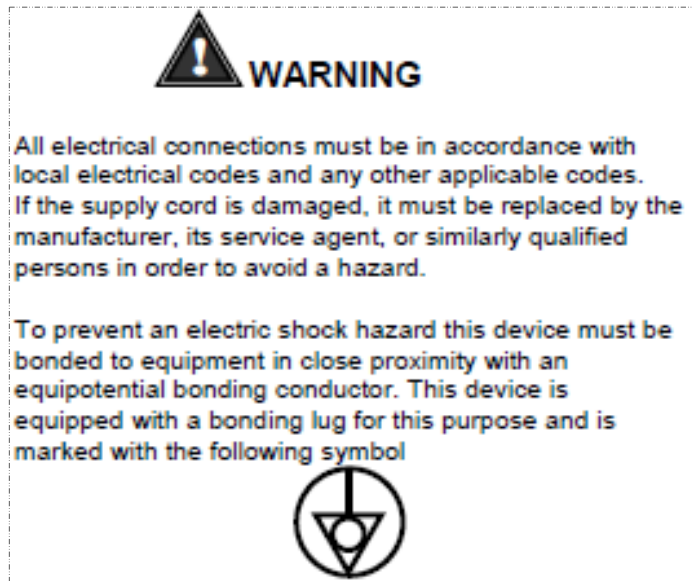 WARNING
All electrical connections must be in accordance with
local electrical codes and any other applicable codes.
If the supply cord is damaged, it must be replaced by the
manufacturer, its service agent, or similarly qualified
persons in order to avoid a hazard.
To prevent an electric shock hazard this device must be
bonded to equipment in close proximity with an
equipotential bonding conductor. This device is
equipped with a bonding lug for this purpose and is
marked with the following symbol